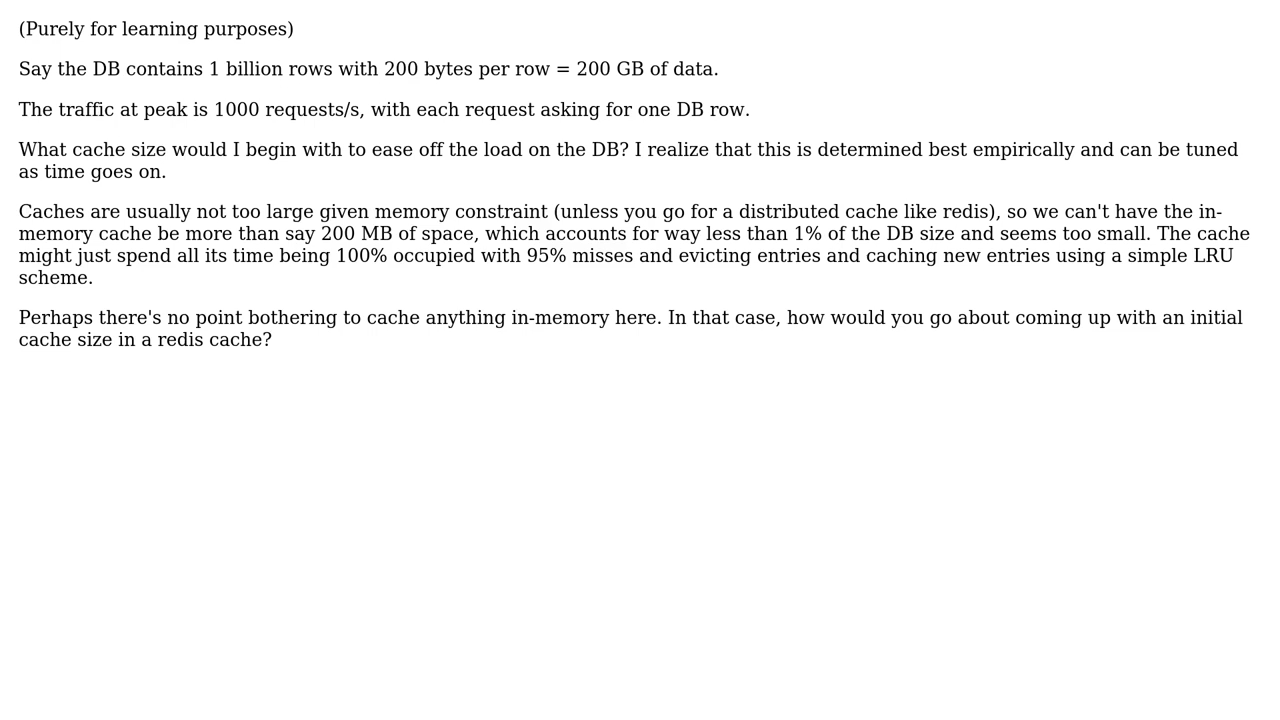 (Purely for learning purposes)
Say the DB contains 1 billion rows with 200 bytes per row = 200 GB of data.
The traffic at peak is 1000 requests/s, with each request asking for one DB row.
What cache size would I begin with to ease off the load on the DB? I realize that this is determined best empirically and can be tuned
as time goes on.
Caches are usually not too large given memory constraint (unless you go for a distributed cache like redis), so we can't have the in-
memory cache be more than say 200 MB of space, which accounts for way less than 1% of the DB size and seems too small. The cache
might just spend all its time being 100% occupied with 95% misses and evicting entries and caching new entries using a simple LRU
scheme.
Perhaps there's no point bothering to cache anything in-memory here. In that case, how would you go about coming up with an initial
cache size in a redis cache?